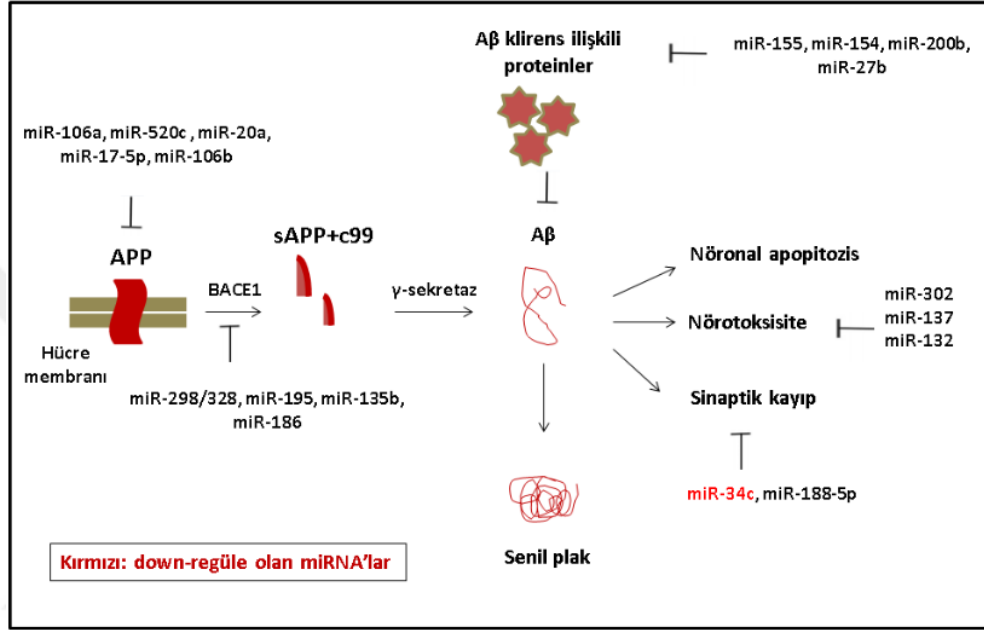 Aβ klirens ilişkili
proteinler
miR-155, miR-154, miR-200b,
miR-27b
miR-106a, miR-520c , miR-20a,
miR-17-5p, miR-106b
APP
sAPP+c99
Aβ
BACE1
γ-sekretaz
Hücre
membranı
miR-298/328, miR-195, miR-135b,
miR-186
Nöronal apopitozis
Nörotoksisite
miR-302
miR-137
miR-132
Sinaptik kayıp
miR-34c, miR-188-5p
Senil plak
Kırmızı: down-regüle olan miRNA’lar